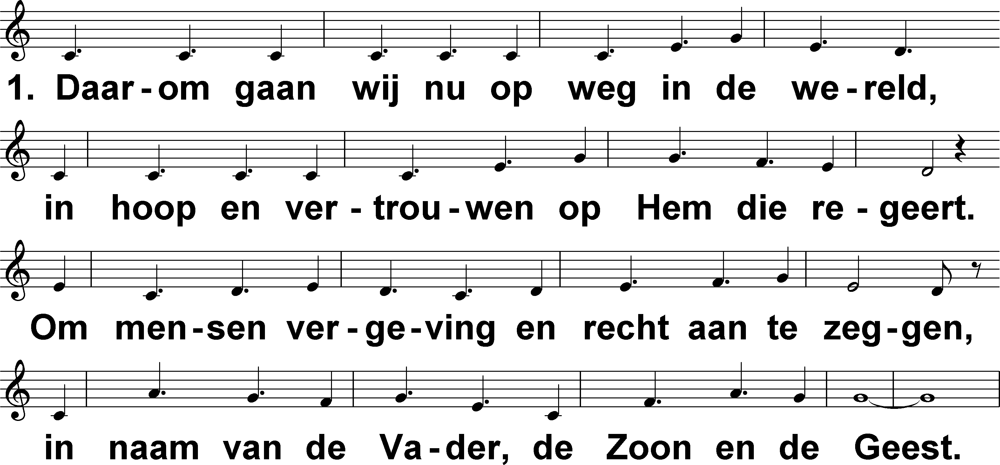 1. Daar-om gaan wij nu op weg in de we-reld,
in hoop en ver-trou-wen op Hem die re-geert.
Om men-sen ver-ge-ving en recht aan te zeg-gen,
in naam van de Va-der, de Zoon en de Geest.